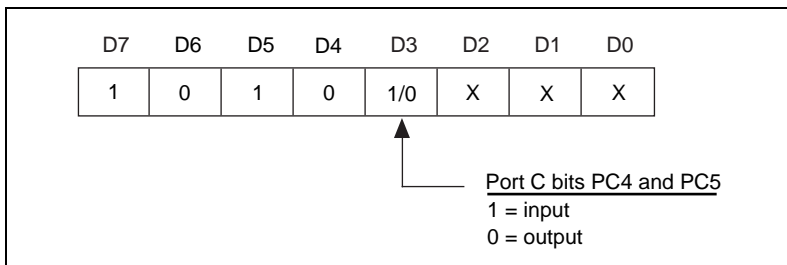 D7 D6 D5 D4 D3 D2 D1 D0
1 0 1 0 1/0 X X X
Port C bits PC4 and PC5
1 = input
0 = output